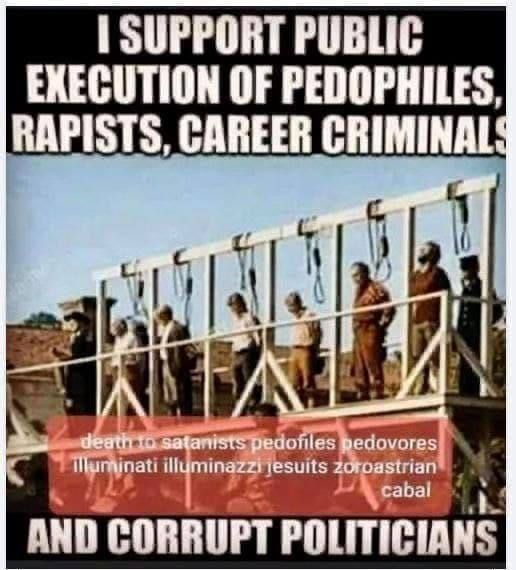 I SUPPORT PUBLIC
EXECUTION OF PEDOPHILES,
RAPISTS, CAREER CRIMINALS
death to satanists pedofiles pedovores
illuminati illuminazzi jesuits zoroastrian
cabal
AND CORRUPT POLITICIANS